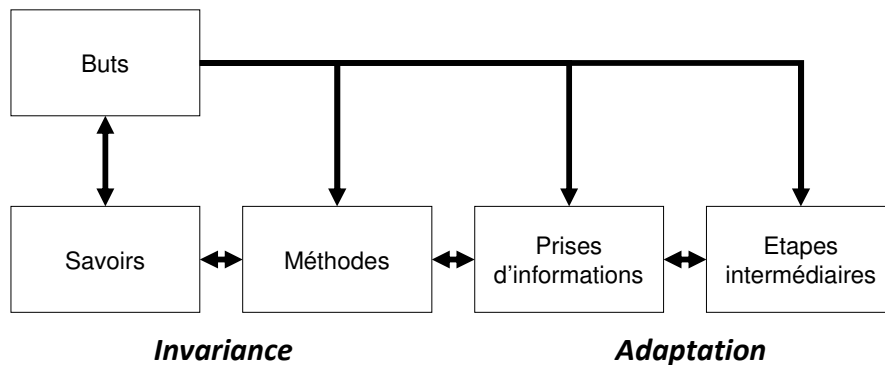 Buts
Savoirs
Méthodes
Prises
d'informations
Etapes
intermédiaires
Invariance
Adaptation